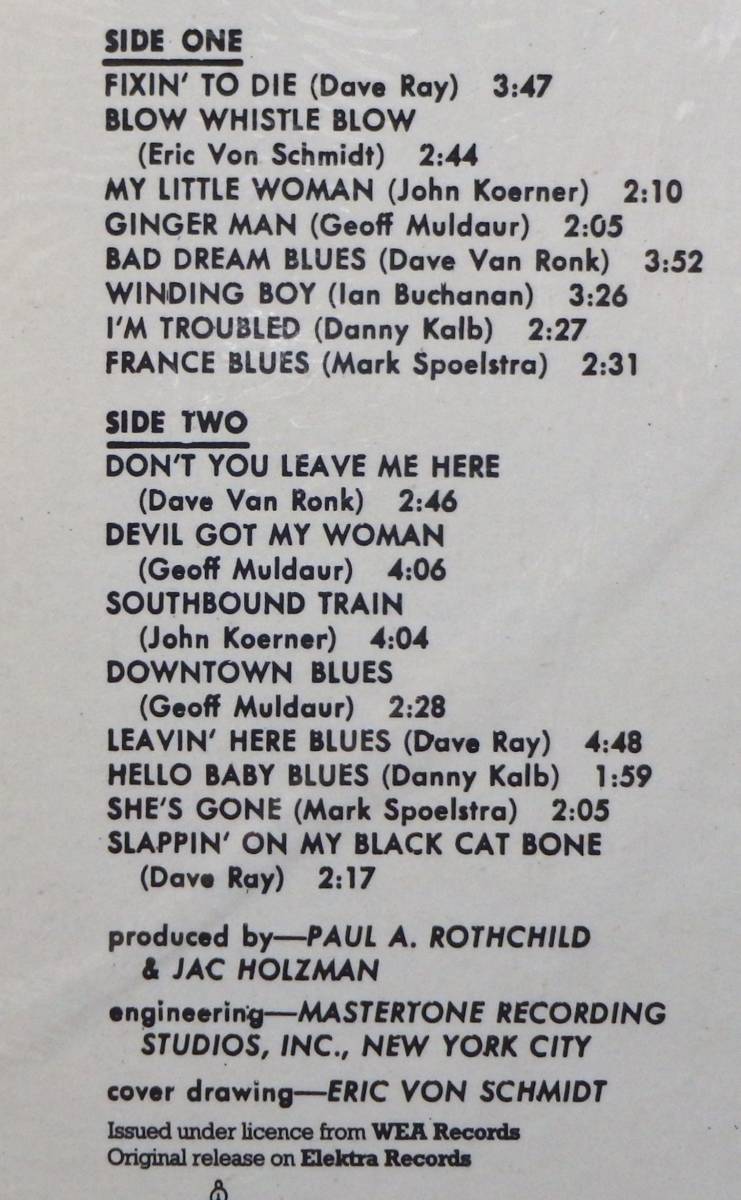 SIDE ONE
FIXIN' TO DIE (Dave Ray) 3:47
BLOW WHISTLE BLOW
(Eric Von Schmidt) 2:44
MY LITTLE WOMAN (John Koerner) 2:10
GINGER MAN (Geoff Muldaur) 2:05
BAD DREAM BLUES (Dave Van Ronk) 3:52
WINDING BOY (Ian Buchanan) 3:26
I'M TROUBLED (Danny Kalb) 2:27
FRANCE BLUES (Mark Spoelstra) 2:31
SIDE TWO
DON'T YOU LEAVE ME HERE
(Dave Van Ronk) 2:46
DEVIL GOT MY WOMAN
(Geoff Muldaur) 4:06
SOUTHBOUND TRAIN
(John Koerner) 4:04
DOWNTOWN BLUES
(Geoff Muldaur) 2:28
LEAVIN' HERE BLUES (Dave Ray) 4:48
HELLO BABY BLUES (Danny Kalb) 1:59
SHE'S GONE (Mark Spoelstra) 2:05
SLAPPIN' ON MY BLACK CAT BONE
(Dave Ray) 2:17
produced by—PAUL A. ROTHCHILD
& JAC HOLZMAN
engineering—MASTERTONE RECORDING
STUDIOS, INC., NEW YORK CITY
cover drawing—ERIC VON SCHMIDT
Issued under licence from WEA Records
Original release on Elektra Records